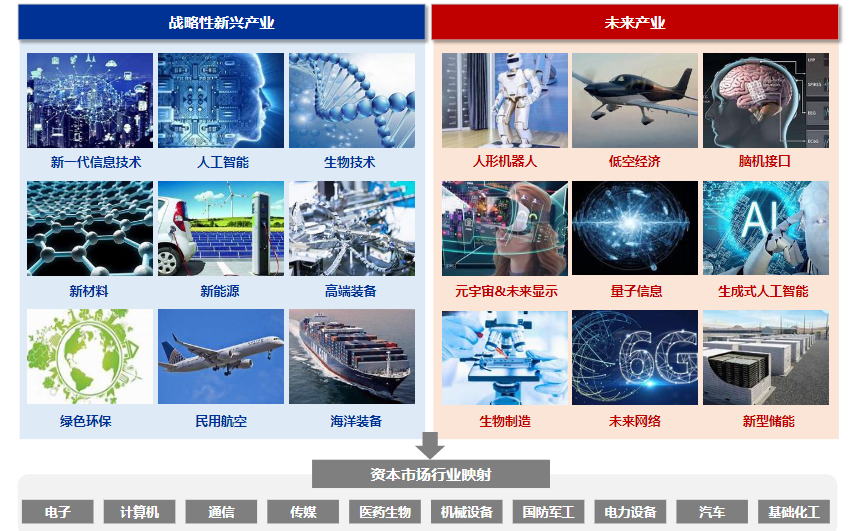 战略性新兴产业
未来产业
新一代信息技术
人工智能
生物技术
人形机器人
低空经济
脑机接口
新材料
新能源
高端装备
元宇宙&未来显示
AI
量子信息
生成式人工智能
绿色环保
民用航空
海洋装备
生物制造
6G
未来网络
新型储能
资本市场行业映射
电子
计算机
通信
传媒
医药生物
机械设备
国防军工
电力设备
汽车
基础化工